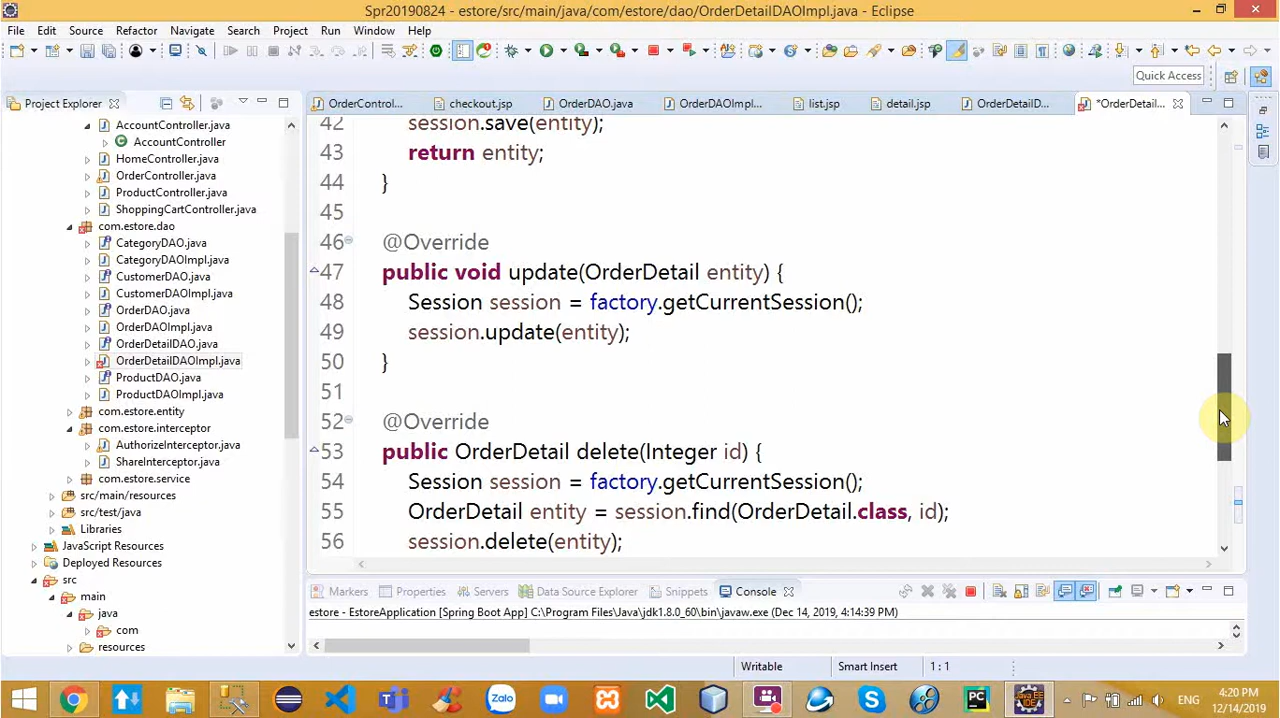 Spr20190824 - estore/src/main/java/com/estore/dao/OrderDetailDAOImpl.java - Eclipse
File Edit Source Refactor Navigate Search Project Run Window Help
Quick Access
Project Explorer
OrderControl...
checkout.jsp
OrderDAO.java
OrderDAOImpl...
list.jsp
detail.jsp
OrderDetailD...
*OrderDetail...
AccountController.java
AccountController
HomeController.java
OrderController.java
ProductController.java
ShoppingCartController.java
com.estore.dao
CategoryDAO.java
CategoryDAOImpl.java
CustomerDAO.java
CustomerDAOImpl.java
OrderDAO.java
OrderDAOImpl.java
OrderDetailDAO.java
OrderDetailDAOImpl.java
ProductDAO.java
ProductDAOImpl.java
com.estore.entity
com.estore.interceptor
AuthorizeInterceptor.java
ShareInterceptor.java
com.estore.service
src/main/resources
src/test/java
Libraries
JavaScript Resources
Deployed Resources
src
main
java
com
resources
42 session.save(entity);
43 return entity;
44 }
45
46 @Override
47 public void update(OrderDetail entity) {
48 Session session = factory.getCurrentSession();
49 session.update(entity);
50 }
51
52 @Override
53 public OrderDetail delete(Integer id) {
54 Session session = factory.getCurrentSession();
55 OrderDetail entity = session.find(OrderDetail.class, id);
56 session.delete(entity);
Markers Properties Servers Data Source Explorer Snippets Console
estore - EstoreApplication [Spring Boot App] C:\Program Files\Java\jdk1.8.0_60\bin\javaw.exe (Dec 14, 2019, 4:14:39 PM)
Writable Smart Insert 1 : 1
Zalo
PC
ENG
4:20 PM
12/14/2019